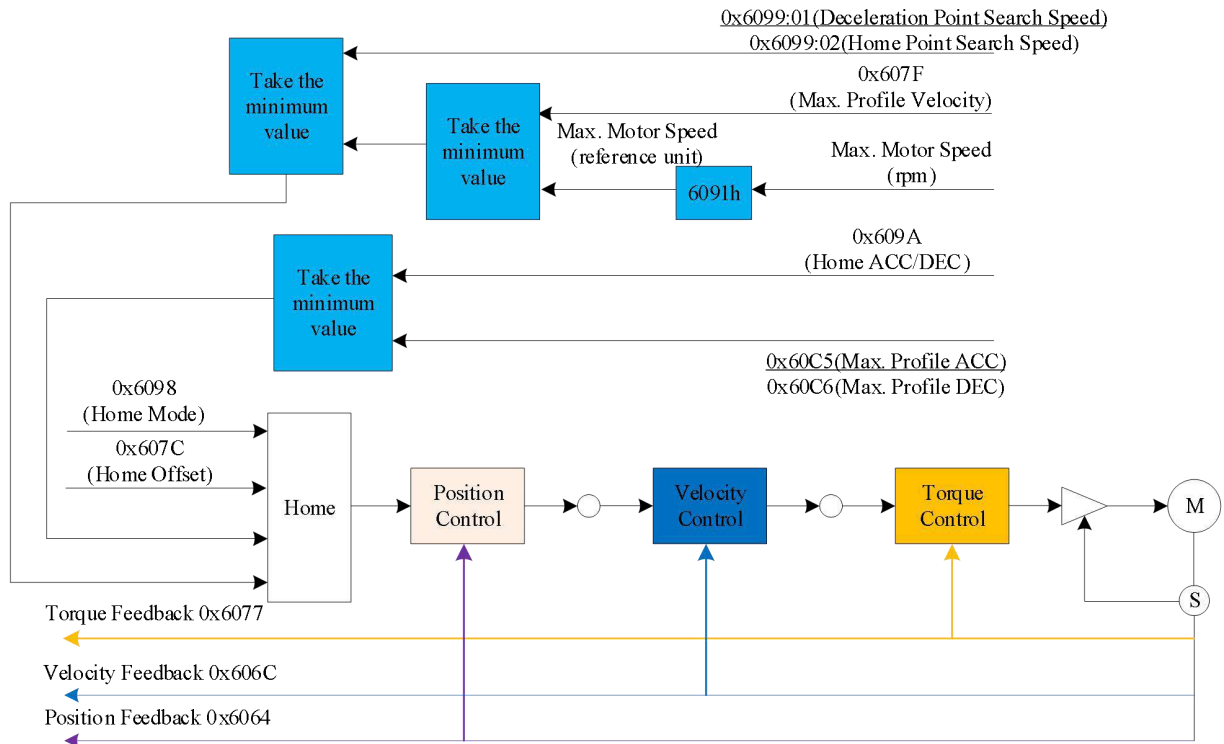 0x6099:01(Deceleration Point Search Speed)
0x6099:02(Home Point Search Speed)
Take the
minimum
value
0x607F
(Max. Profile Velocity)
Take the
minimum
value
Max. Motor Speed
(reference unit)
6091h
Max. Motor Speed
(rpm)
0x609A
(Home ACC/DEC)
Take the
minimum
value
0x60C5(Max. Profile ACC)
0x60C6(Max. Profile DEC)
0x6098
(Home Mode)
0x607C
(Home Offset)
Home
Position
Control
Velocity
Control
Torque
Control
M
S
Torque Feedback 0x6077
Velocity Feedback 0x606C
Position Feedback 0x6064